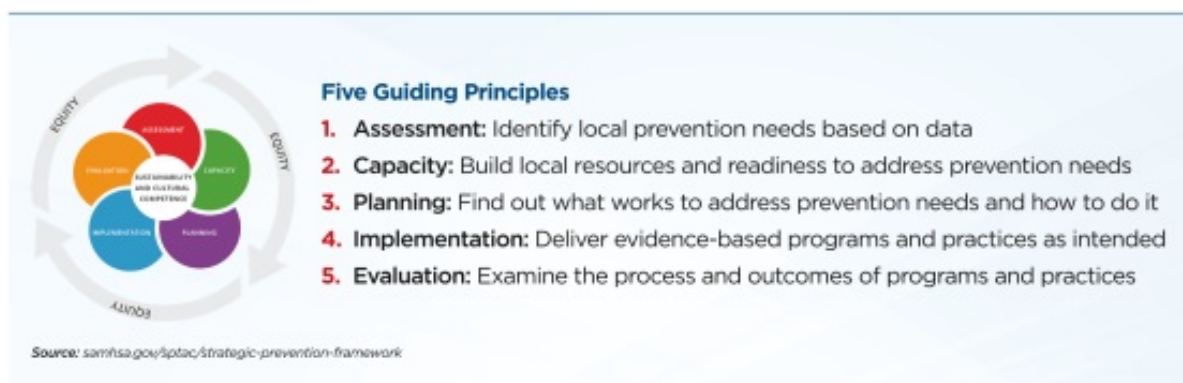 EQUITY
EQUITY
EQUITY
ASSESSMENT
CAPACITY
PLANNING
IMPLEMENTATION
EVALUATION
SUSTAINABILITY
AND CULTURAL
COMPETENCE
Five Guiding Principles
1. Assessment: Identify local prevention needs based on data
2. Capacity: Build local resources and readiness to address prevention needs
3. Planning: Find out what works to address prevention needs and how to do it
4. Implementation: Deliver evidence-based programs and practices as intended
5. Evaluation: Examine the process and outcomes of programs and practices
Source: samhsa.gov/sptac/strategic-prevention-framework